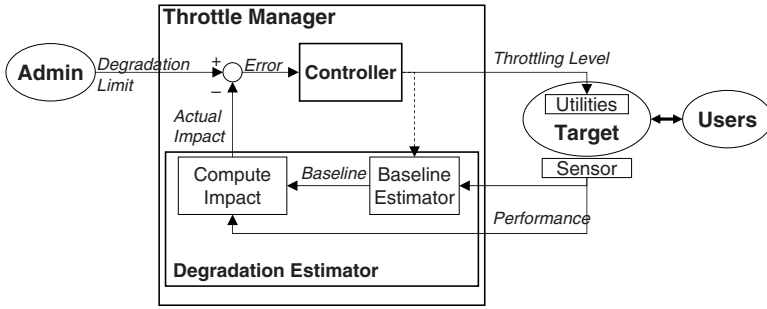 Throttle Manager
Admin
Degradation
Limit
+
−
Error
Controller
Throttling Level
Utilities
Target
Users
Actual
Impact
Compute
Impact
Baseline
Baseline
Estimator
Sensor
Performance
Degradation Estimator